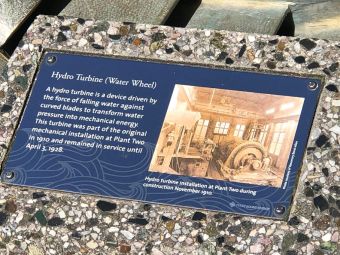 Hydro Turbine (Water Wheel)
A hydro turbine is a device driven by
the force of falling water against
curved blades to transform water
pressure into mechanical energy.
This turbine was part of the original
mechanical installation at Plant Two
in 1910 and remained in service until
April 3, 1928.
Hydro turbine installation at Plant Two during
construction November 1910